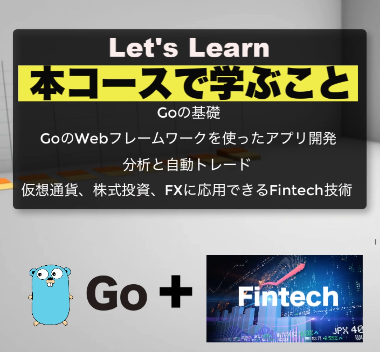 Let's Learn
本コースで学ぶこと
Goの基礎
GoのWebフレームワークを使ったアプリ開発
分析と自動トレード
仮想通貨、株式投資、FXに応用できるFintech技術
Go +
Fintech
JPX 40